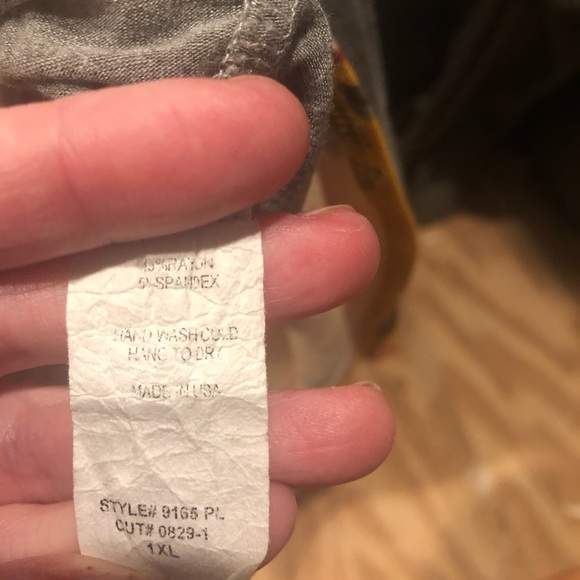 RAYON
5% SPANDEX
HAND WASH COLD
HANG TO DRY
MADE IN USA
STYLE# 9165 PL
CUT# 0829-1
1XL